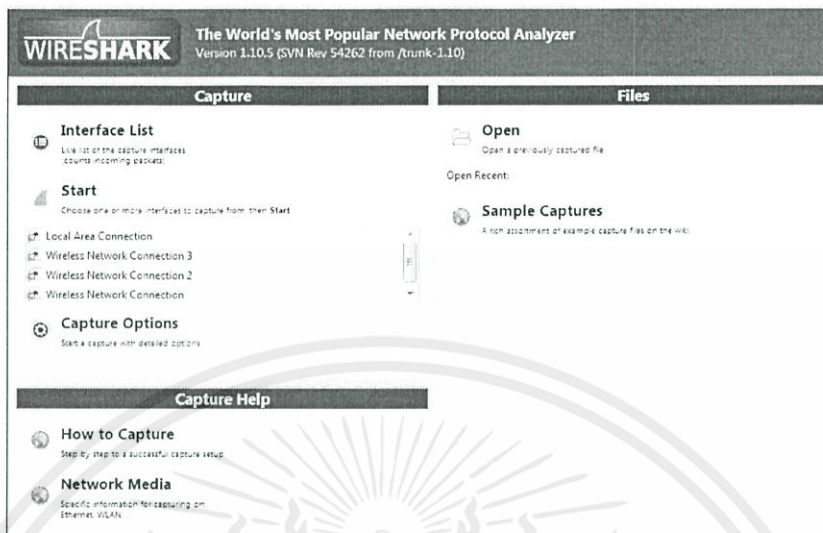 WIRESHARK
The World's Most Popular Network Protocol Analyzer
Version 1.10.5 (SVN Rev 54262 from /trunk-1.10)
Capture
Interface List
Live list of the capture interfaces
(counts incoming packets)
Start
Choose one or more interfaces to capture from, then Start
Local Area Connection
Wireless Network Connection 3
Wireless Network Connection 2
Wireless Network Connection
Capture Options
Start a capture with detailed options
Capture Help
How to Capture
Step by step to a successful capture setup
Network Media
Specific information for capturing on:
Ethernet, WLAN, ...
Files
Open
Open a previously captured file
Open Recent:
Sample Captures
A rich assortment of example capture files on the wiki